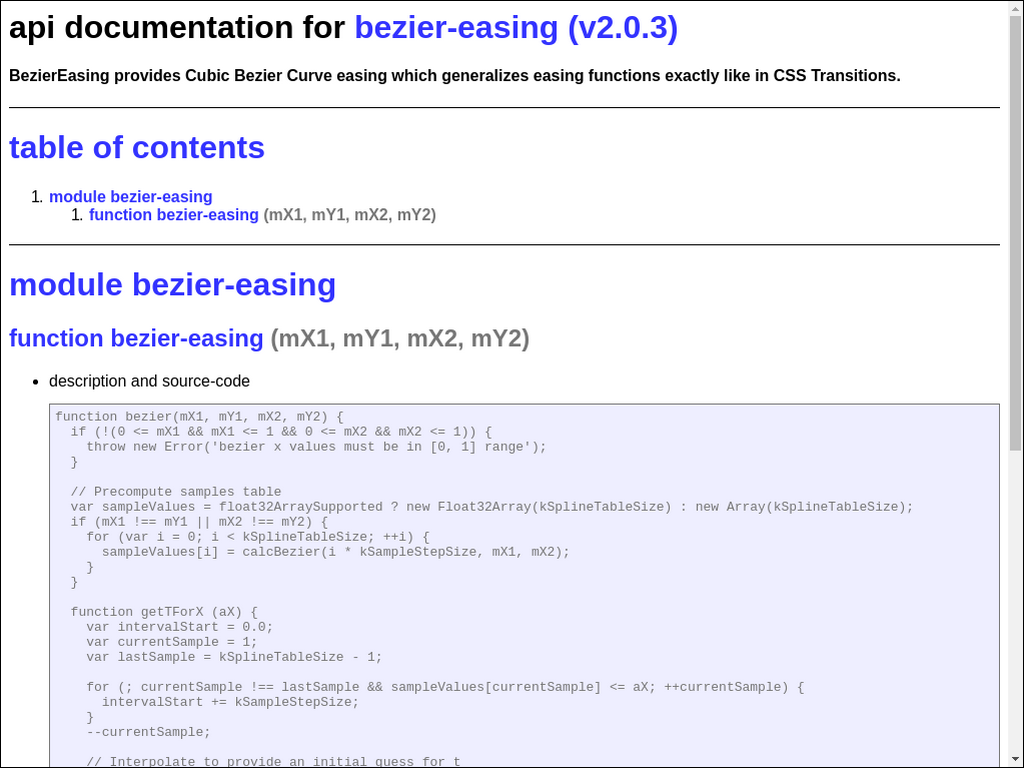 api documentation for bezier-easing (v2.0.3)
BezierEasing provides Cubic Bezier Curve easing which generalizes easing functions exactly like in CSS Transitions.
table of contents
1. module bezier-easing
1. function bezier-easing (mX1, mY1, mX2, mY2)
module bezier-easing
function bezier-easing (mX1, mY1, mX2, mY2)
• description and source-code
function bezier(mX1, mY1, mX2, mY2) {
  if (!(0 <= mX1 && mX1 <= 1 && 0 <= mX2 && mX2 <= 1)) {
    throw new Error('bezier x values must be in [0, 1] range');
  }
  // Precompute samples table
  var sampleValues = float32ArraySupported ? new Float32Array(kSplineTableSize) : new Array(kSplineTableSize);
  if (mX1 !== mY1 || mX2 !== mY2) {
    for (var i = 0; i < kSplineTableSize; ++i) {
      sampleValues[i] = calcBezier(i * kSampleStepSize, mX1, mX2);
    }
  }
  function getTForX (aX) {
    var intervalStart = 0.0;
    var currentSample = 1;
    var lastSample = kSplineTableSize - 1;
    for (; currentSample !== lastSample && sampleValues[currentSample] <= aX; ++currentSample) {
      intervalStart += kSampleStepSize;
    }
    --currentSample;
    // Interpolate to provide an initial guess for t